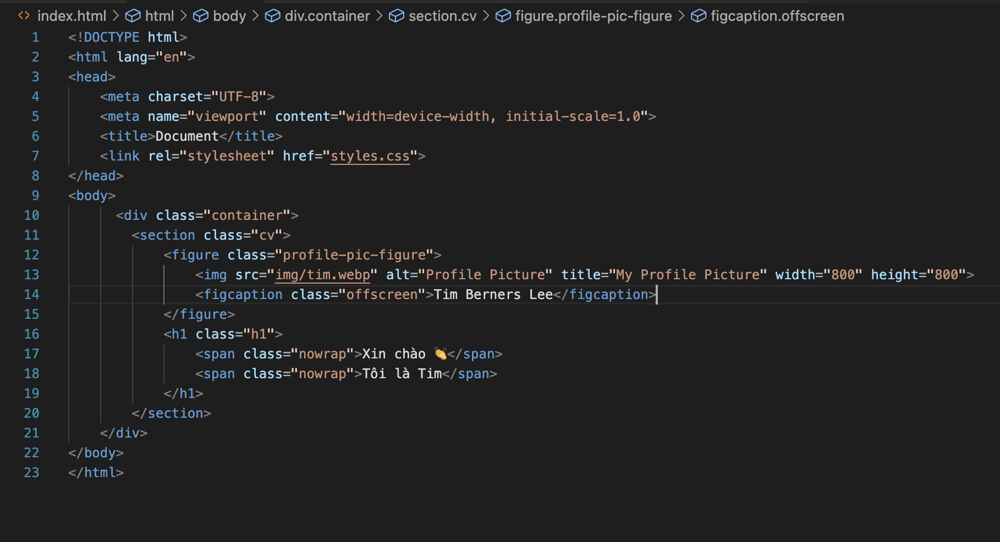 index.html > html > body > div.container > section.cv > figure.profile-pic-figure > figcaption.offscreen
1 <!DOCTYPE html>
2 <html lang="en">
3 <head>
4     <meta charset="UTF-8">
5     <meta name="viewport" content="width=device-width, initial-scale=1.0">
6     <title>Document</title>
7     <link rel="stylesheet" href="styles.css">
8 </head>
9 <body>
10       <div class="container">
11         <section class="cv">
12             <figure class="profile-pic-figure">
13                 <img src="img/tim.webp" alt="Profile Picture" title="My Profile Picture" width="800" height="800">
14                 <figcaption class="offscreen">Tim Berners Lee</figcaption>
15             </figure>
16             <h1 class="h1">
17                 <span class="nowrap">Xin chào 👏</span>
18                 <span class="nowrap">Tôi là Tim</span>
19             </h1>
20         </section>
21     </div>
22 </body>
23 </html>